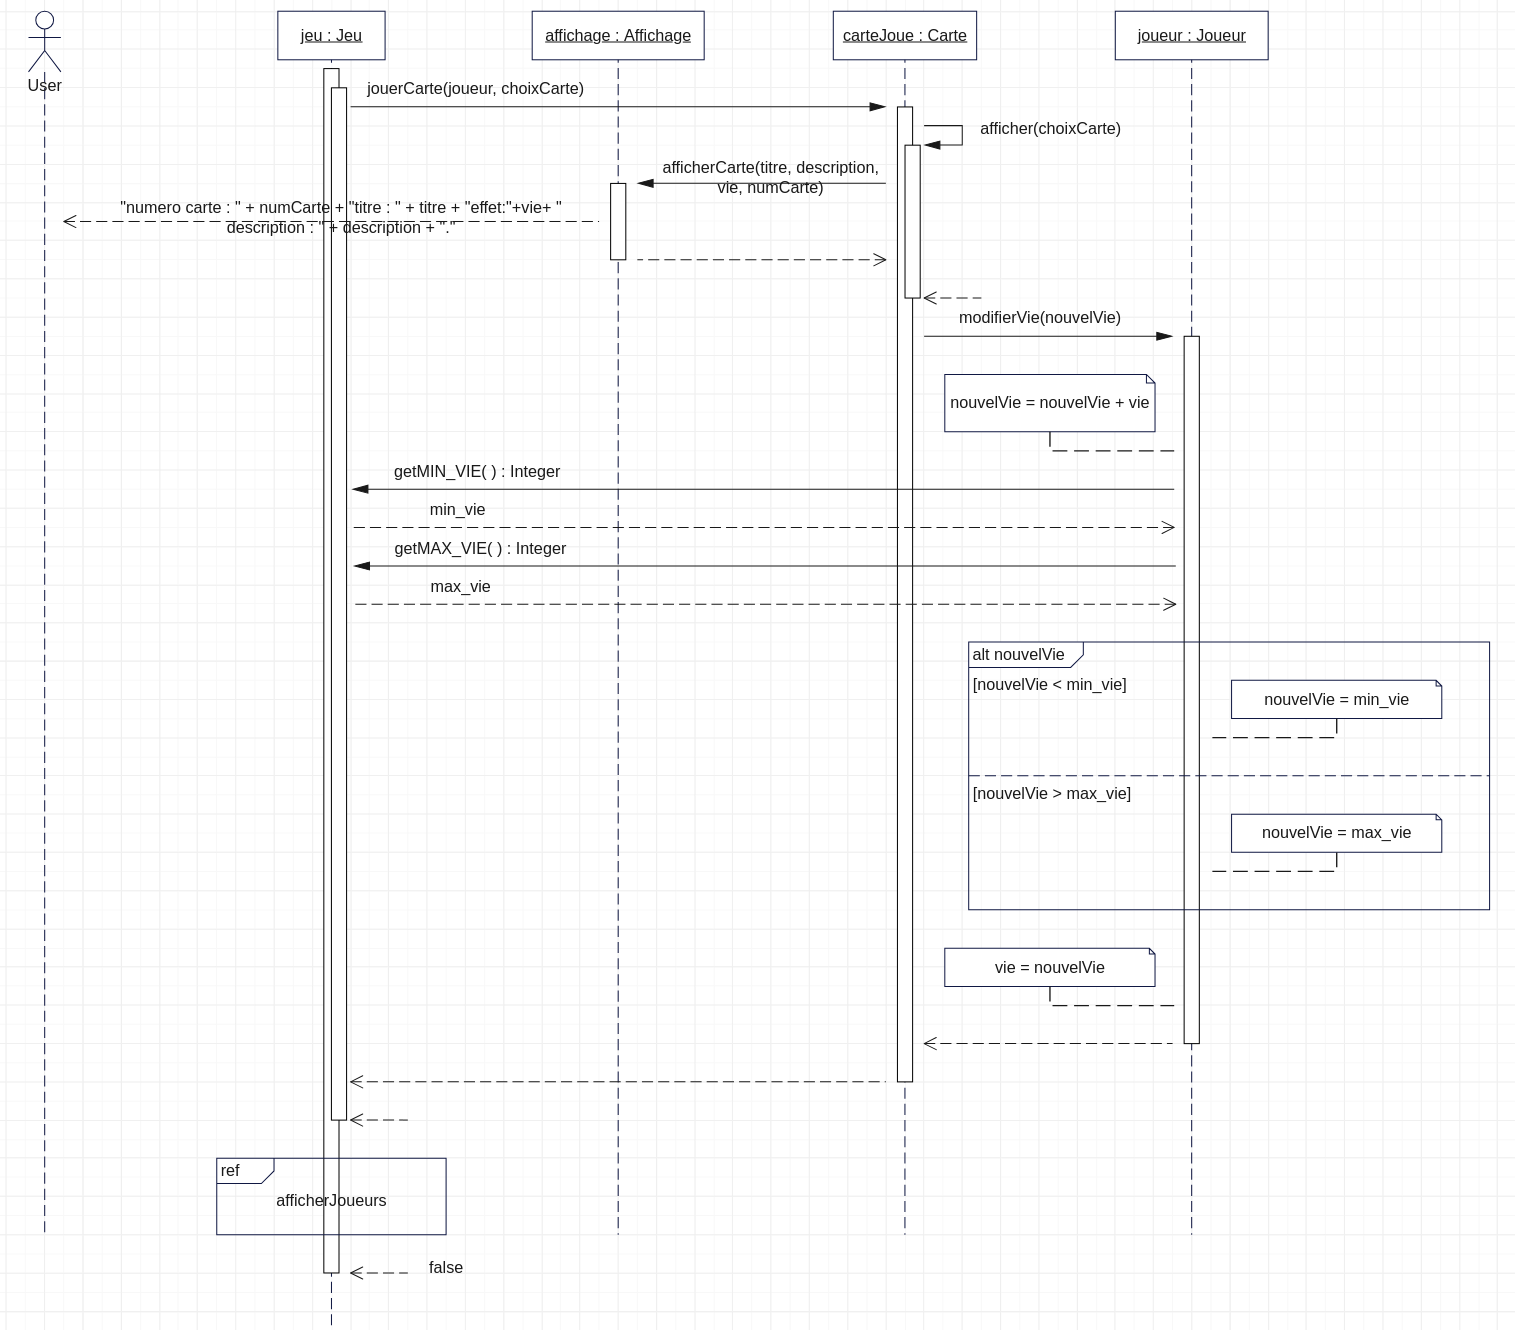 jeu : Jeu
affichage : Affichage
carteJoue : Carte
joueur : Joueur
User
jouerCarte(joueur, choixCarte)
afficher(choixCarte)
afficherCarte(titre, description,
vie, numCarte)
"numero carte : " + numCarte + "titre : " + titre + "effet:"+vie+ "
description : " + description + "."
modifierVie(nouvelVie)
nouvelVie = nouvelVie + vie
getMIN_VIE( ) : Integer
min_vie
getMAX_VIE( ) : Integer
max_vie
alt nouvelVie
[nouvelVie < min_vie]
nouvelVie = min_vie
[nouvelVie > max_vie]
nouvelVie = max_vie
vie = nouvelVie
ref
afficherJoueurs
false